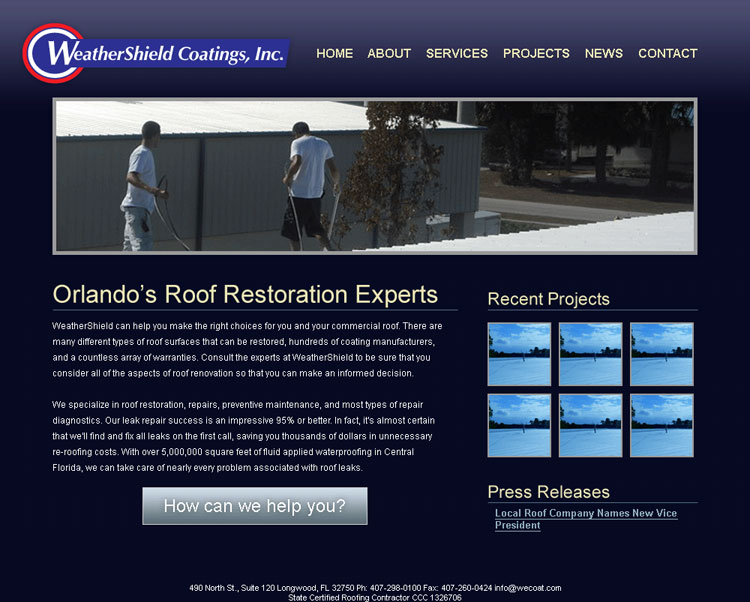 WeatherShield Coatings, Inc.
HOME ABOUT SERVICES PROJECTS NEWS CONTACT
Orlando's Roof Restoration Experts
WeatherShield can help you make the right choices for you and your commercial roof. There are
many different types of roof surfaces that can be restored, hundreds of coating manufacturers,
and a countless array of warranties. Consult the experts at WeatherShield to be sure that you
consider all of the aspects of roof renovation so that you can make an informed decision.
We specialize in roof restoration, repairs, preventive maintenance, and most types of repair
diagnostics. Our leak repair success is an impressive 95% or better. In fact, it's almost certain
that we'll find and fix all leaks on the first call, saving you thousands of dollars in unnecessary
re-roofing costs. With over 5,000,000 square feet of fluid applied waterproofing in Central
Florida, we can take care of nearly every problem associated with roof leaks.
How can we help you?
Recent Projects
Press Releases
Local Roof Company Names New Vice
President
490 North St., Suite 120 Longwood, FL 32750 Ph: 407-298-0100 Fax: 407-260-0424 info@wecoat.com
State Certified Roofing Contractor CCC 1326706